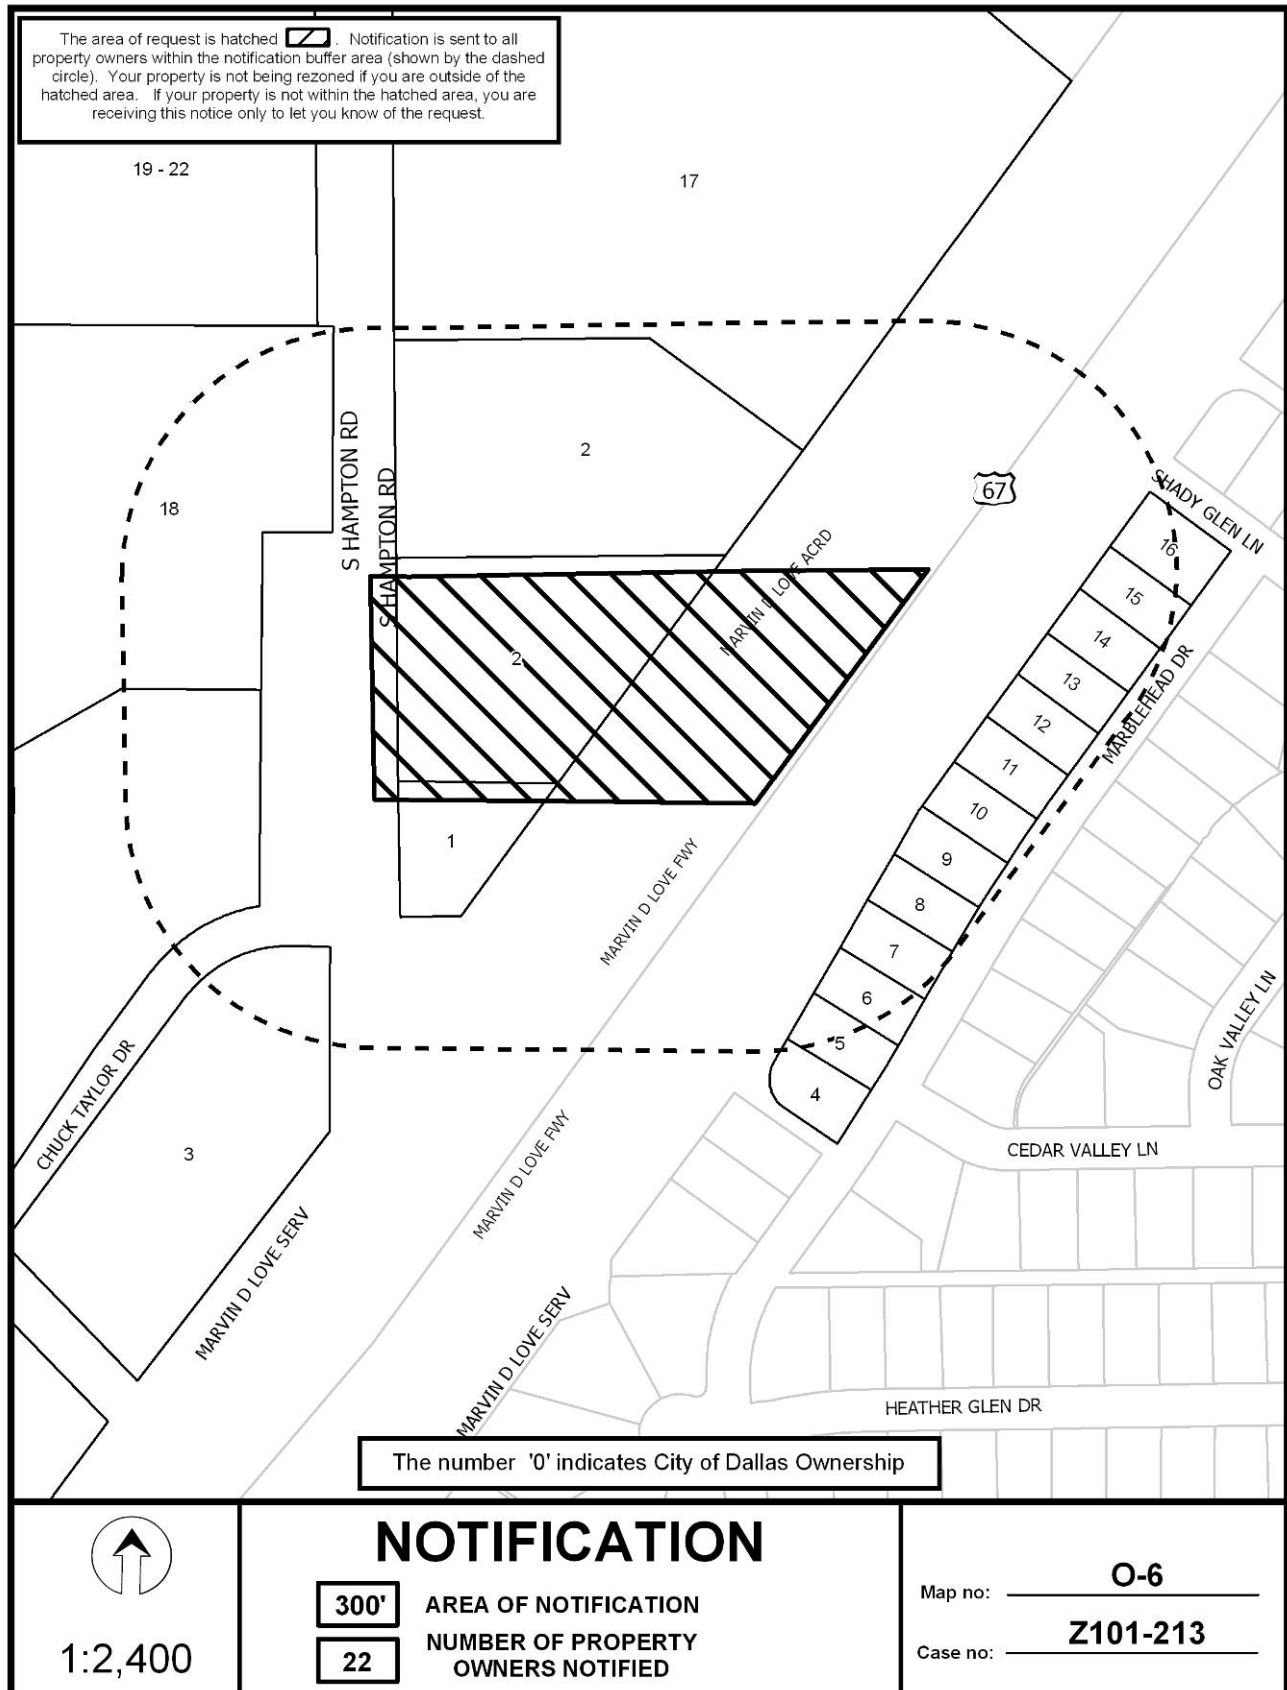 The area of request is hatched . Notification is sent to all
property owners within the notification buffer area (shown by the dashed
circle). Your property is not being rezoned if you are outside of the
hatched area. If your property is not within the hatched area, you are
receiving this notice only to let you know of the request.
19 - 22
17
2
18
S HAMPTON RD
S HAMPTON RD
67
SHADY GLEN LN
MARVIN D LOVE ACRD
16
15
14
13
12
11
10
9
8
7
6
5
4
MARBLEHEAD DR
2
1
MARVIN D LOVE FWY
OAK VALLEY LN
CHUCK TAYLOR DR
3
MARVIN D LOVE FWY
CEDAR VALLEY LN
MARVIN D LOVE SERV
MARVIN D LOVE SERV
HEATHER GLEN DR
The number '0' indicates City of Dallas Ownership
1:2,400
NOTIFICATION
300' AREA OF NOTIFICATION
22 NUMBER OF PROPERTY
OWNERS NOTIFIED
Map no: O-6
Case no: Z101-213